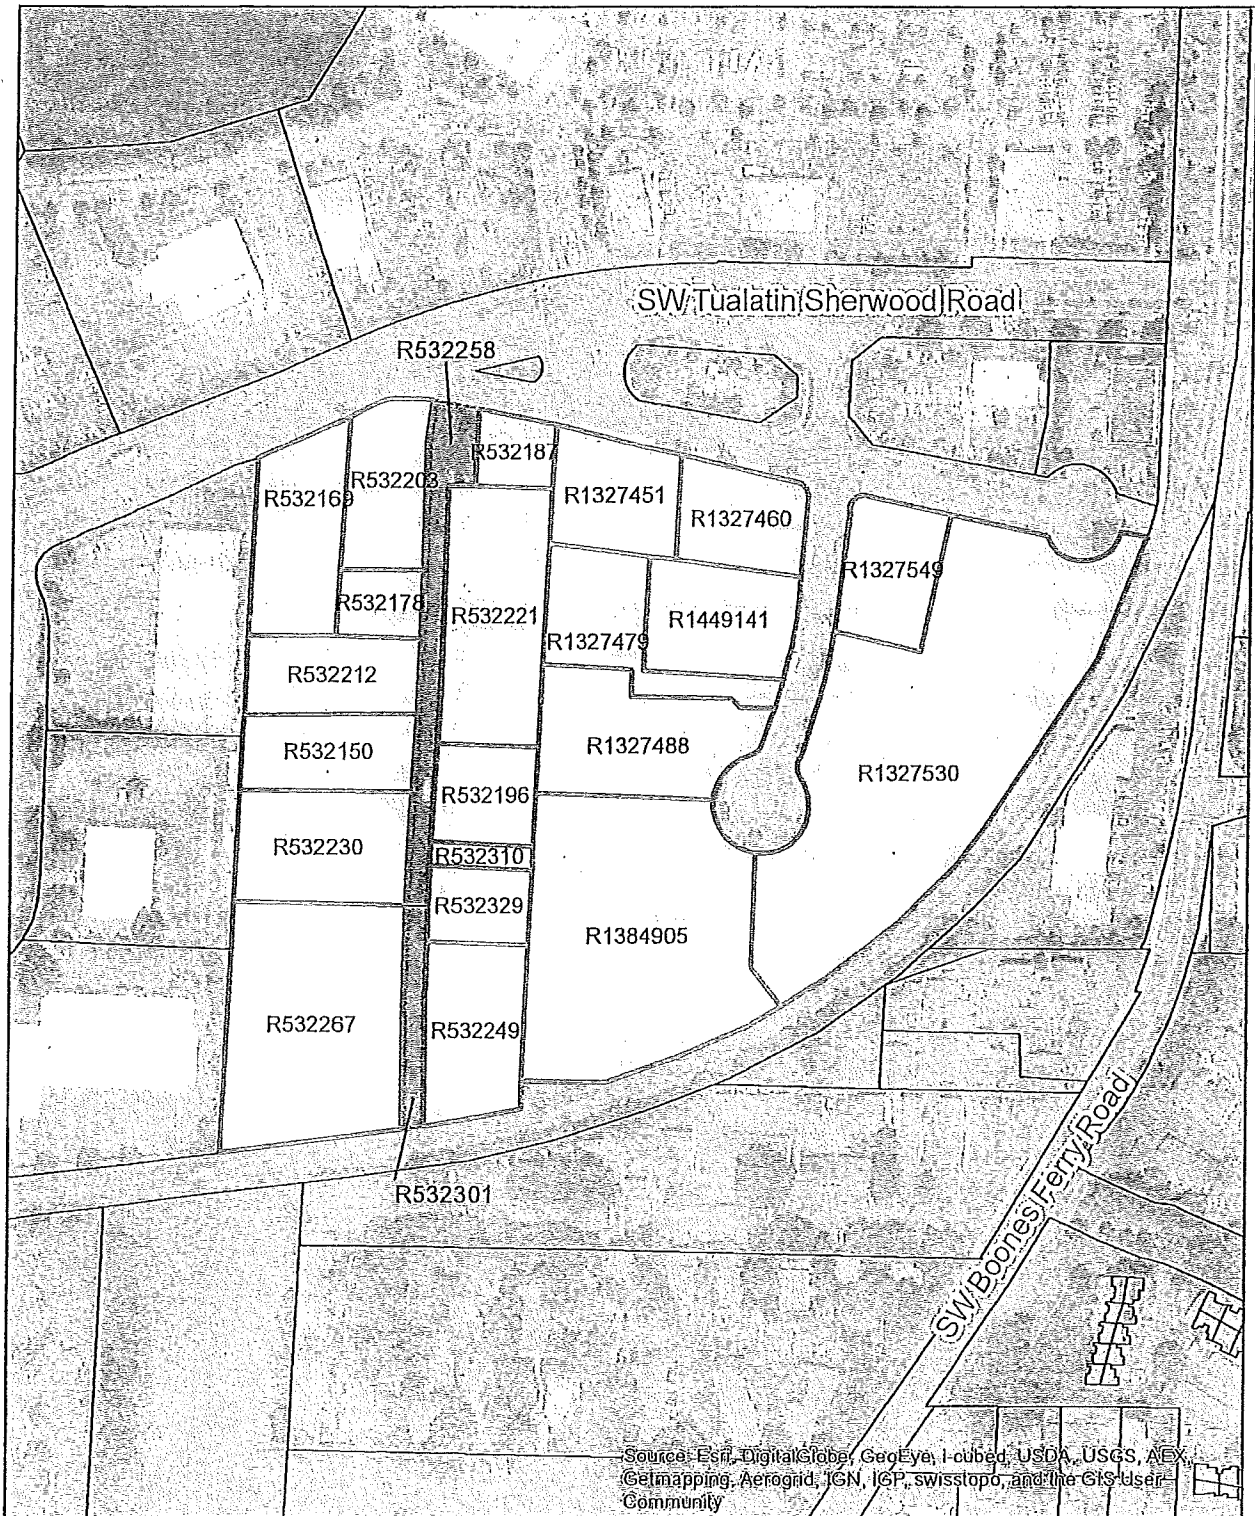 SW Tualatin Sherwood Road
R532258
R532187
R532203
R532169
R1327451
R1327460
R1327549
R532178
R532221
R1449141
R1327479
R532212
R1327488
R532150
R1327530
R532196
R532230
R532310
R532329
R1384905
R532267
R532249
R532301
SW Boones Ferry Road
Source: Esri, DigitalGlobe, GeoEye, i-cubed, USDA, USGS, AEX,
Getmapping, Aerogrid, IGN, IGP, swisstopo, and the GIS User
Community